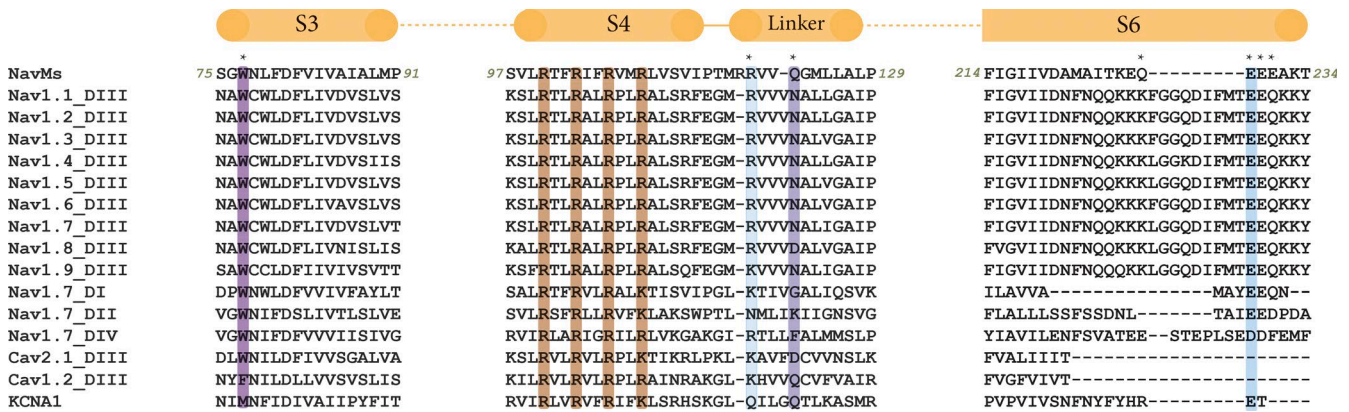 S3 S4 Linker S6
* * * * * * *
NavMs 75 SGWNLFDFVIVAIALMP 91 97 SVLRTFRIFRVMRLVSVIPTMRRVV-QGMLLALP 129 214 FIGIIVDAMAITKEQ---------EEEAKT 234
Nav1.1_DIII NAWCWLDFLIVDVSLVS KSLRTLRALRPLRALSRFEGM-RVVVNALLGAIP FIGVIIDNFNQQKKKFGGQDIFMTEEQKKY
Nav1.2_DIII NAWCWLDFLIVDVSLVS KSLRTLRALRPLRALSRFEGM-RVVVNALLGAIP FIGVIIDNFNQQKKKFGGQDIFMTEEQKKY
Nav1.3_DIII NAWCWLDFLIVDVSLVS KSLRTLRALRPLRALSRFEGM-RVVVNALVGAIP FIGVIIDNFNQQKKKFGGQDIFMTEEQKKY
Nav1.4_DIII NAWCWLDFLIVDVSIIS KSLRTLRALRPLRALSRFEGM-RVVVNALLGAIP FIGVIIDNFNQQKKKLGGKDIFMTEEQKKY
Nav1.5_DIII NAWCWLDFLIVDVSLVS KSLRTLRALRPLRALSRFEGM-RVVVNALVGAIP FIGVIIDNFNQQKKKLGGQDIFMTEEQKKY
Nav1.6_DIII NAWCWLDFLIVAVSLVS KSLRTLRALRPLRALSRFEGM-RVVVNALVGAIP FIGVIIDNFNQQKKKLGGQDIFMTEEQKKY
Nav1.7_DIII NAWCWLDFLIVDVSLVT KSLRTLRALRPLRALSRFEGM-RVVVNALIGAIP FIGVIIDNFNQQKKKLGGQDIFMTEEQKKY
Nav1.8_DIII NAWCWLDFLIVNISLIS KALRTLRALRPLRALSRFEGM-RVVVDALVGAIP FVGVIIDNFNQQKKKLGGQDIFMTEEQKKY
Nav1.9_DIII SAWCCLDFIIVIVSVTT KSFRTLRALRPLRALSQFEGM-KVVVNALIGAIP FIGVIIDNFNQQQKKLGGQDIFMTEEQKKY
Nav1.7_DI DPWNWLDFVVIVFAYLT SALRTFRVLRALKTISVIPGL-KTIVGALIQSVK ILAVVA---------------MAYEEQN--
Nav1.7_DII VGWNIFDSLIVTLSLVE SVLRSFRLLRVFKLAKSWPTL-NMLIKIIGNSVG FLALLLSSFSSDNL-------TAIEEDPDA
Nav1.7_DIV VGWNIFDFVVVIISIVG RVIRLARIGRILRLVKGAKGI-RTLLFALMMSLP YIAVILENFSVATEE--STEPLSEDDFEMF
Cav2.1_DIII DLWNILDFIVVSGALVA KSLRVLRVLRPLKTIKRLPKL-KAVFDCVVNSLK FVALIIIT----------------------
Cav1.2_DIII NYFNILDLLVVSVSLIS KILRVLRVLRPLRAINRAKGL-KHVVQCVFVAIR FVGFVIVT----------------------
KCNA1 NIMNFIDIVAIIPYFIT RVIRLVRVFRIFKLSRHSKGL-QILGQTLKASMR PVPVIVSNFNYFYHR---------ET----